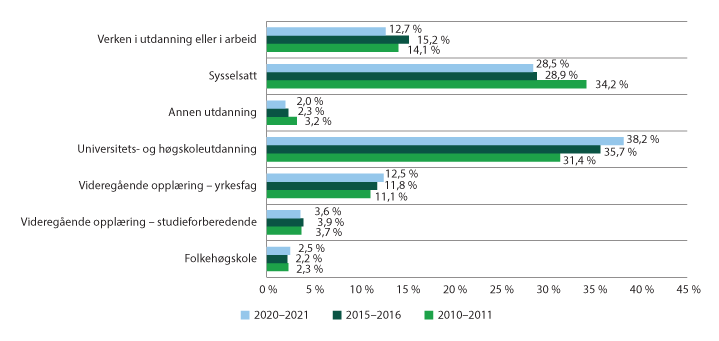 Verken i utdanning eller i arbeid
12,7 %
15,2 %
14,1 %
Sysselsatt
28,5 %
28,9 %
34,2 %
Annen utdanning
2,0 %
2,3 %
3,2 %
Universitets- og høgskoleutdanning
38,2 %
35,7 %
31,4 %
Videregående opplæring – yrkesfag
12,5 %
11,8 %
11,1 %
Videregående opplæring – studieforberedende
3,6 %
3,9 %
3,7 %
Folkehøgskole
2,5 %
2,2 %
2,3 %
0 % 5 % 10 % 15 % 20 % 25 % 30 % 35 % 40 % 45 %
2020–2021 2015–2016 2010–2011